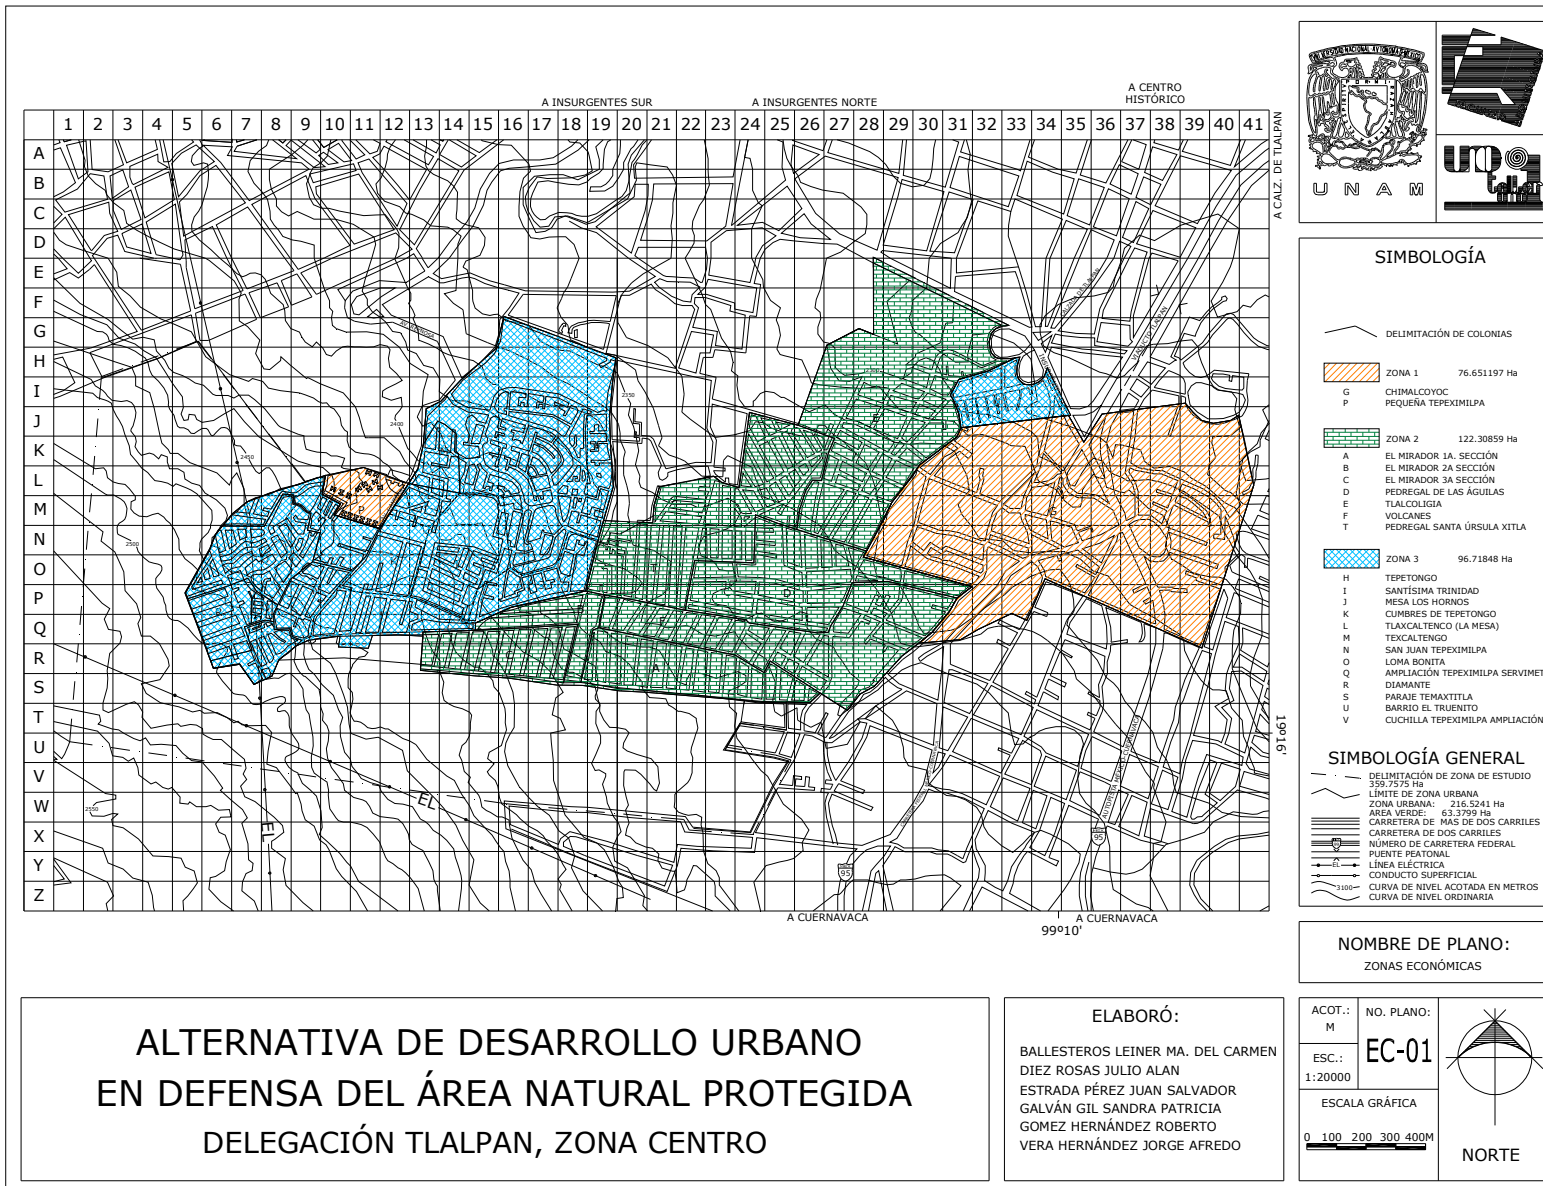 A INSURGENTES SUR
A INSURGENTES NORTE
A CENTRO
HISTÓRICO
A CALZ. DE TLALPAN
1 2 3 4 5 6 7 8 9 10 11 12 13 14 15 16 17 18 19 20 21 22 23 24 25 26 27 28 29 30 31 32 33 34 35 36 37 38 39 40 41
A
B
C
D
E
F
G
H
I
J
K
L
M
N
O
P
Q
R
S
T
U
V
W
X
Y
Z
2350
2400
2450
2500
2550
VIADUCTO TLALPAN
AUTOPISTA MÉXICO CUERNAVACA
EL
EL
EL
95
95
19º16'
A CUERNAVACA
A CUERNAVACA
99º10'
UNAM
SIMBOLOGÍA
DELIMITACIÓN DE COLONIAS
ZONA 1 76.651197 Ha
G CHIMALCOYOC
P PEQUEÑA TEPEXIMILPA
ZONA 2 122.30859 Ha
A EL MIRADOR 1A. SECCIÓN
B EL MIRADOR 2A SECCIÓN
C EL MIRADOR 3A SECCIÓN
D PEDREGAL DE LAS ÁGUILAS
E TLALCOLIGIA
F VOLCANES
T PEDREGAL SANTA ÚRSULA XITLA
ZONA 3 96.71848 Ha
H TEPETONGO
I SANTÍSIMA TRINIDAD
J MESA LOS HORNOS
K CUMBRES DE TEPETONGO
L TLAXCALTENCO (LA MESA)
M TEXCALTENGO
N SAN JUAN TEPEXIMILPA
O LOMA BONITA
Q AMPLIACIÓN TEPEXIMILPA SERVIMET
R DIAMANTE
S PARAJE TEMAXTITLA
U BARRIO EL TRUENITO
V CUCHILLA TEPEXIMILPA AMPLIACIÓN
SIMBOLOGÍA GENERAL
DELIMITACIÓN DE ZONA DE ESTUDIO
359.7575 Ha
LÍMITE DE ZONA URBANA
ZONA URBANA: 216.5241 Ha
AREA VERDE: 63.3799 Ha
CARRETERA DE MAS DE DOS CARRILES
CARRETERA DE DOS CARRILES
NÚMERO DE CARRETERA FEDERAL
PUENTE PEATONAL
EL LÍNEA ELÉCTRICA
CONDUCTO SUPERFICIAL
3100 CURVA DE NIVEL ACOTADA EN METROS
CURVA DE NIVEL ORDINARIA
NOMBRE DE PLANO:
ZONAS ECONÓMICAS
ALTERNATIVA DE DESARROLLO URBANO
EN DEFENSA DEL ÁREA NATURAL PROTEGIDA
DELEGACIÓN TLALPAN, ZONA CENTRO
ELABORÓ:
BALLESTEROS LEINER MA. DEL CARMEN
DIEZ ROSAS JULIO ALAN
ESTRADA PÉREZ JUAN SALVADOR
GALVÁN GIL SANDRA PATRICIA
GOMEZ HERNÁNDEZ ROBERTO
VERA HERNÁNDEZ JORGE AFREDO
ACOT.:
M
NO. PLANO:
EC-01
ESC.:
1:20000
ESCALA GRÁFICA
0 100 200 300 400M
NORTE